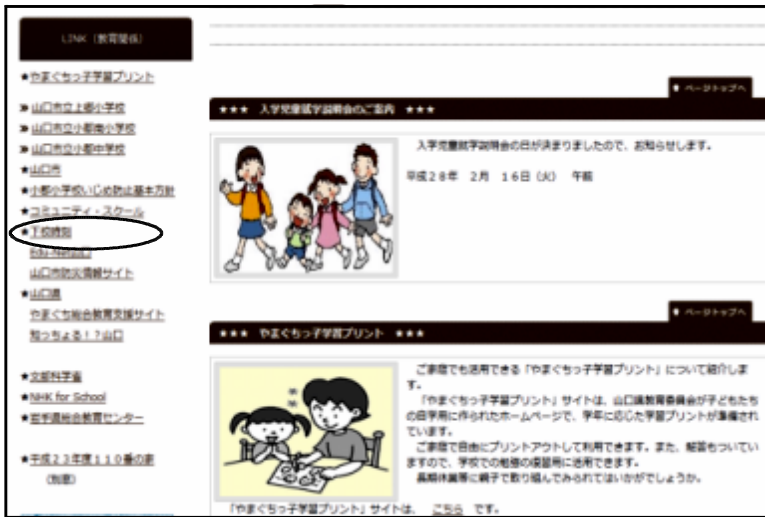 LINK（教育関係）
★やまぐちっ子学習プリント
≫ 山口市立上郷小学校
≫ 山口市立小郡南小学校
≫ 山口市立小郡中学校
★山口市
★小郡小学校いじめ防止基本方針
★コミュニティ・スクール
★下校時刻
Edu-Net山口
山口市防災情報サイト
★山口県
やまぐち総合教育支援サイト
知っちょる！？山口
★文部科学省
★NHK for School
★岩手県総合教育センター
★平成２３年度１１０番の家
（別窓）
ページトップへ
★★★ 入学児童就学説明会のご案内 ★★★
入学児童就学説明会の日が決まりましたので、お知らせします。
平成２８年　２月　１６日（火）　午前
ページトップへ
★★★ やまぐちっ子学習プリント ★★★
ご家庭でも活用できる「やまぐちっ子学習プリント」について紹介しま
す。
「やまぐちっ子学習プリント」サイトは、山口県教育委員会が子どもたち
の自学用に作られたホームページで、学年に応じた学習プリントが準備され
ています。
ご家庭で自由にプリントアウトして利用できます。また、解答もついてい
ますので、学校での勉強の復習用に活用できます。
長期休業等に親子で取り組んでみられてはいかがでしょうか。
「やまぐちっ子学習プリント」サイトは、　こちら　です。